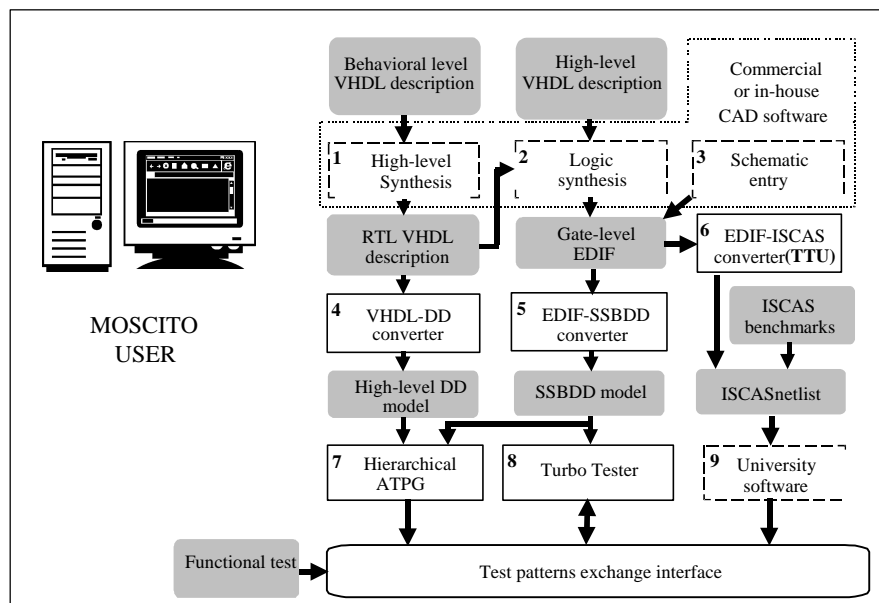 Behavioral level
VHDL description
High-level
VHDL description
Commercial
or in-house
CAD software
1
High-level
Synthesis
2
Logic
synthesis
3
Schematic
entry
RTL VHDL
description
Gate-level
EDIF
6
EDIF-ISCAS
converter(TTU)
MOSCITO
USER
4
VHDL-DD
converter
5
EDIF-SSBDD
converter
ISCAS
benchmarks
High-level DD
model
SSBDD model
ISCASnetlist
7
Hierarchical
ATPG
8
Turbo Tester
9
University
software
Functional test
Test patterns exchange interface